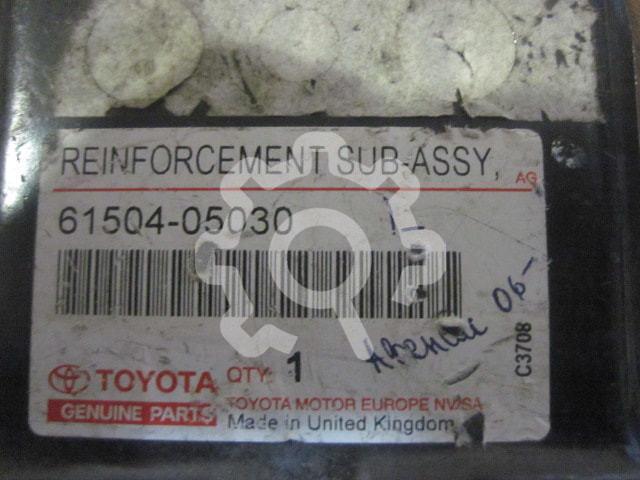 REINFORCEMENT SUB-ASSY,
AG
61504-05030
Авенсис 06-
C3708
TOYOTA QTY 1
GENUINE PARTS TOYOTA MOTOR EUROPE NV/SA
Made in United Kingdom